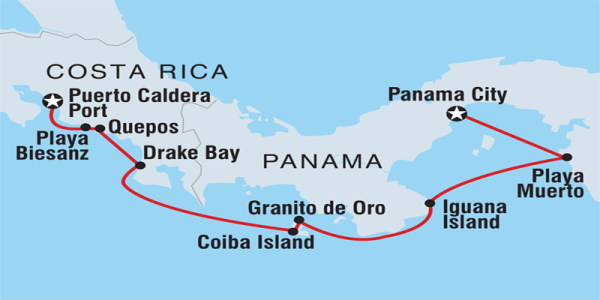 COSTA RICA
Puerto Caldera
Port
Playa
Biesanz
Quepos
Drake Bay
PANAMA
Panama City
Playa
Muerto
Iguana
Island
Granito de Oro
Coiba Island